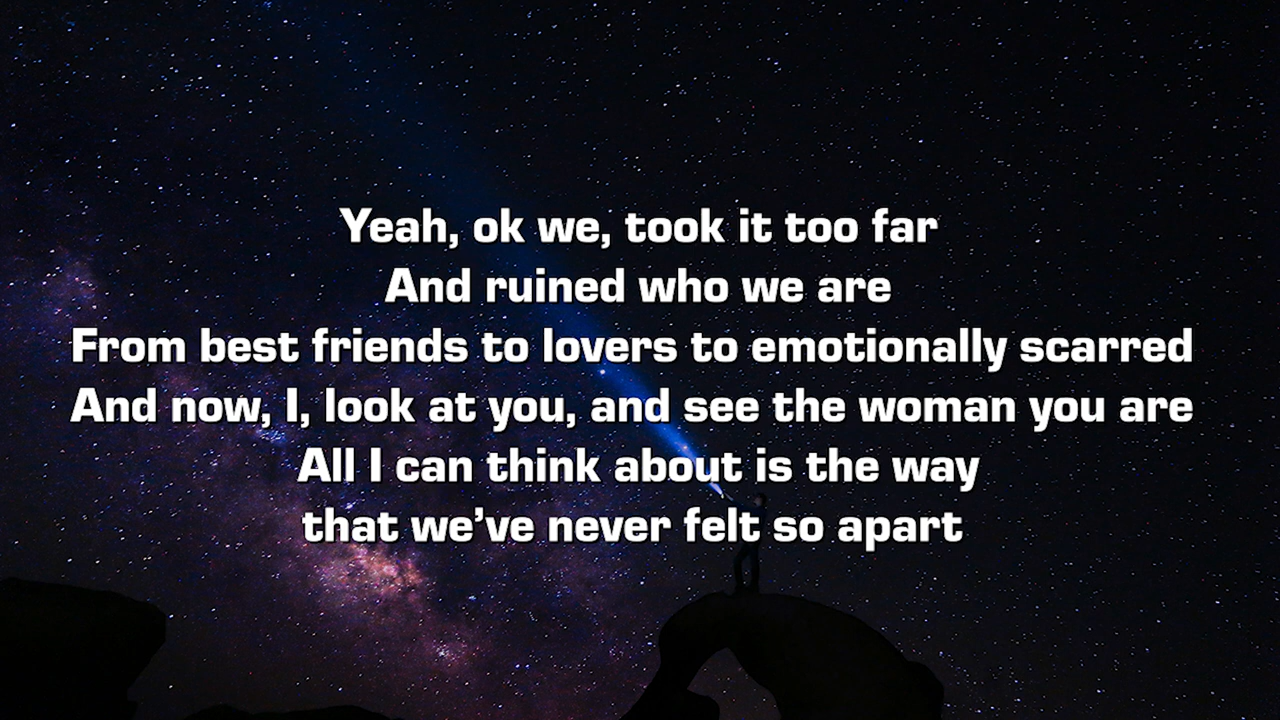 Yeah, ok we, took it too far
And ruined who we are
From best friends to lovers to emotionally scarred
And now, I, look at you, and see the woman you are
All I can think about is the way
that we’ve never felt so apart